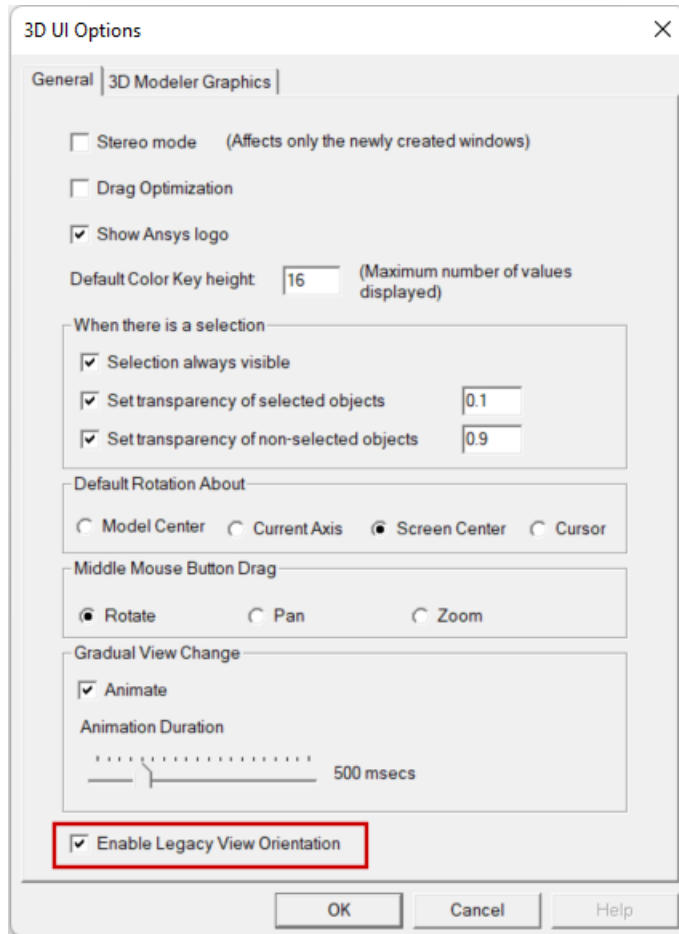 3D UI Options
General
3D Modeler Graphics
Stereo mode (Affects only the newly created windows)
Drag Optimization
Show Ansys logo
Default Color Key height: 16 (Maximum number of values
displayed)
When there is a selection
Selection always visible
Set transparency of selected objects 0.1
Set transparency of non-selected objects 0.9
Default Rotation About
Model Center Current Axis Screen Center Cursor
Middle Mouse Button Drag
Rotate Pan Zoom
Gradual View Change
Animate
Animation Duration
500 msecs
Enable Legacy View Orientation
OK Cancel Help